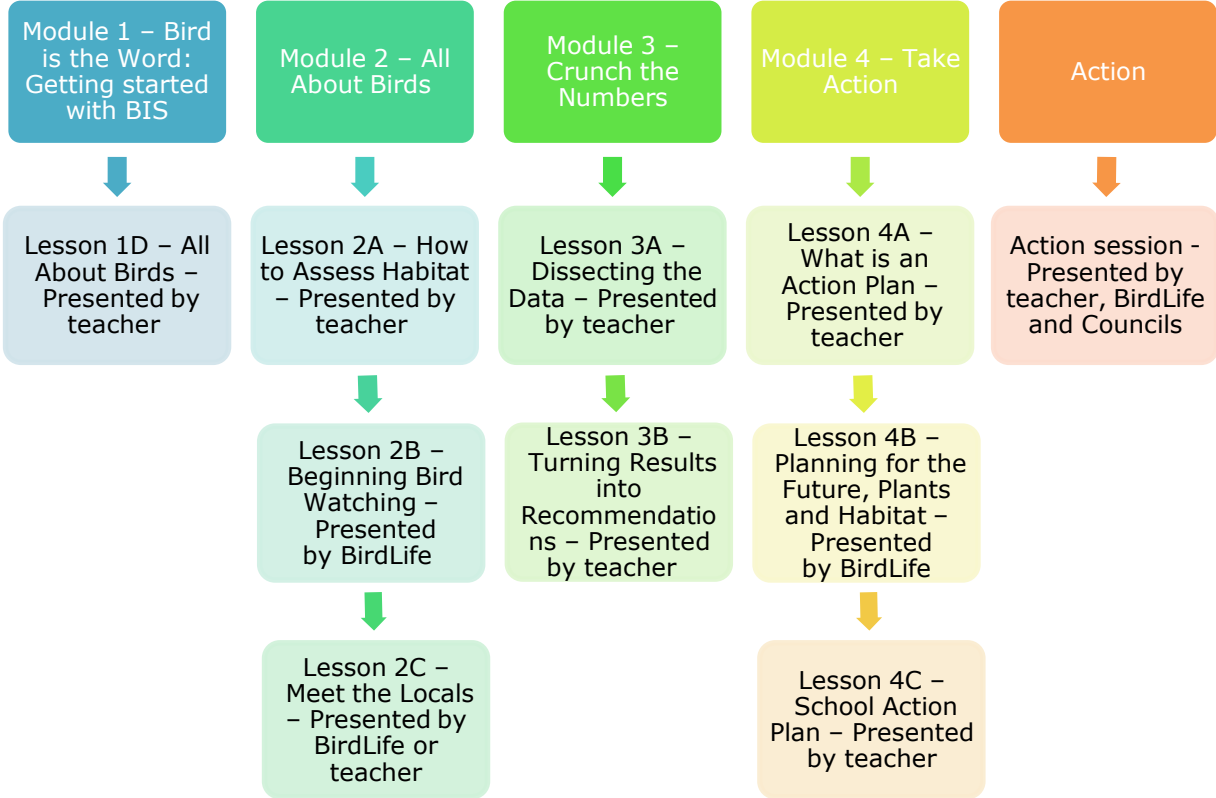 Module 1 – Bird
is the Word:
Getting started
with BIS
Module 2 – All
About Birds
Module 3 –
Crunch the
Numbers
Module 4 – Take
Action
Action
Lesson 1D – All
About Birds –
Presented by
teacher
Lesson 2A – How
to Assess Habitat
– Presented by
teacher
Lesson 3A –
Dissecting the
Data – Presented
by teacher
Lesson 4A –
What is an
Action Plan –
Presented by
teacher
Action session -
Presented by
teacher, BirdLife
and Councils
Lesson 2B –
Beginning Bird
Watching –
Presented
by BirdLife
Lesson 3B –
Turning Results
into
Recommendatio
ns – Presented
by teacher
Lesson 4B –
Planning for the
Future, Plants
and Habitat –
Presented
by BirdLife
Lesson 2C –
Meet the Locals
– Presented by
BirdLife or
teacher
Lesson 4C –
School Action
Plan – Presented
by teacher